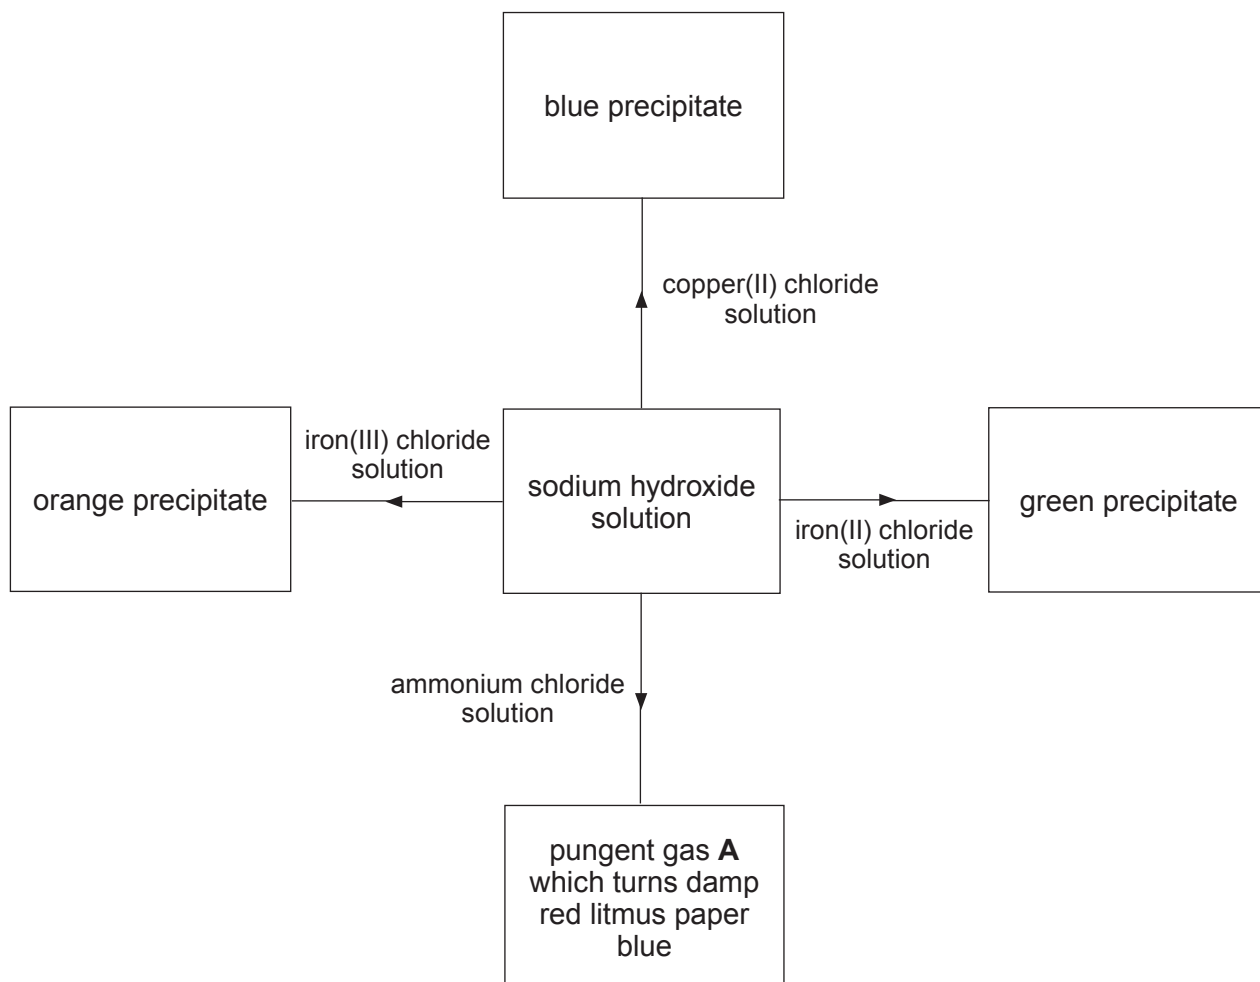 blue precipitate
copper(II) chloride
solution
iron(III) chloride
solution
orange precipitate
sodium hydroxide
solution
green precipitate
iron(II) chloride
solution
ammonium chloride
solution
pungent gas A
which turns damp
red litmus paper
blue